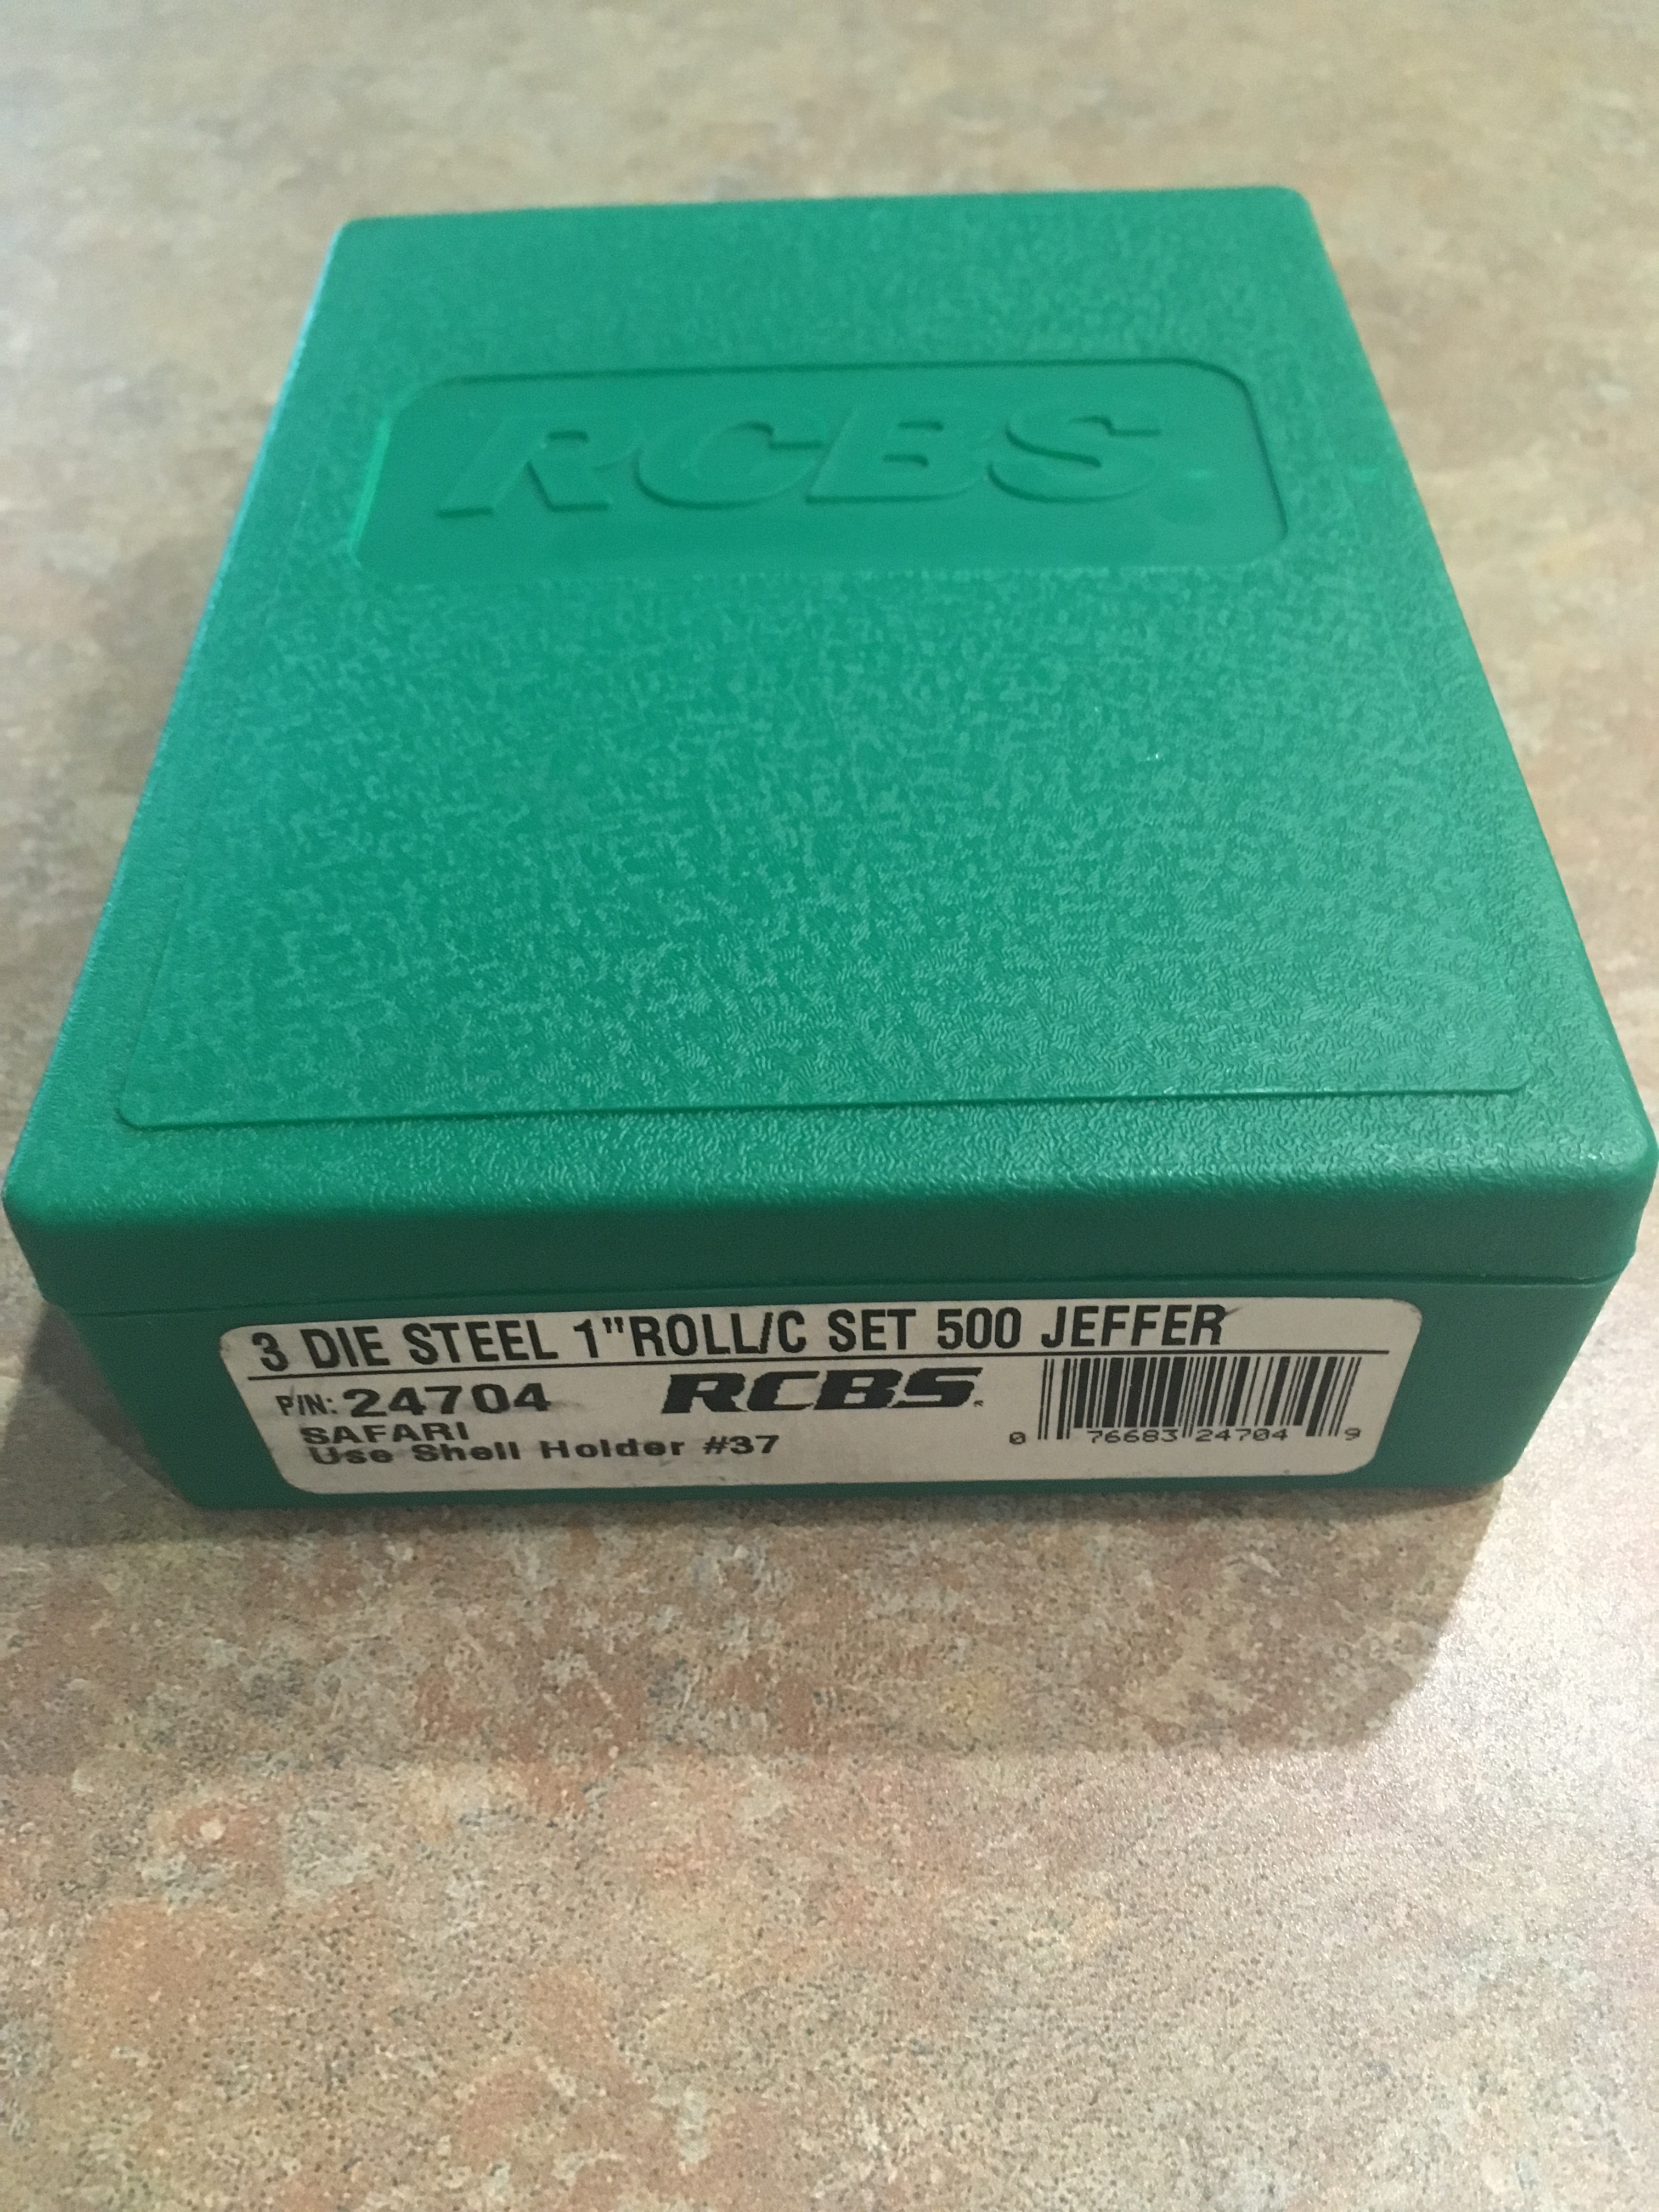 RCBS.
3 DIE STEEL 1"ROLL/C SET 500 JEFFER
P/N: 24704
RCBS.
SAFARI
Use Shell Holder #37
0 76683 24704 9